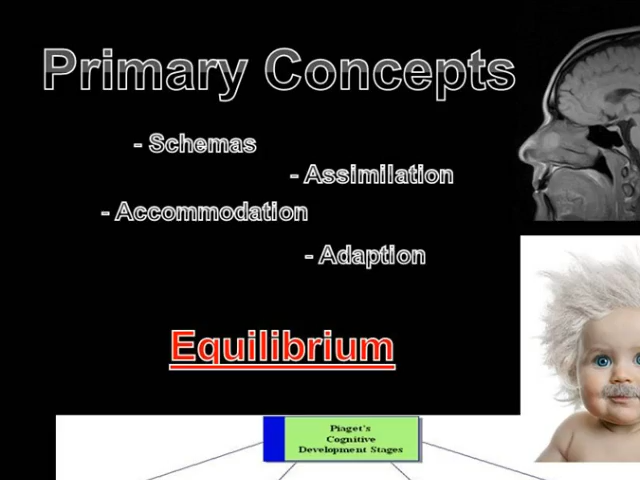 Primary Concepts
- Schemas
- Assimilation
- Accommodation
- Adaption
Equilibrium
Piaget's
Cognitive
Development Stages